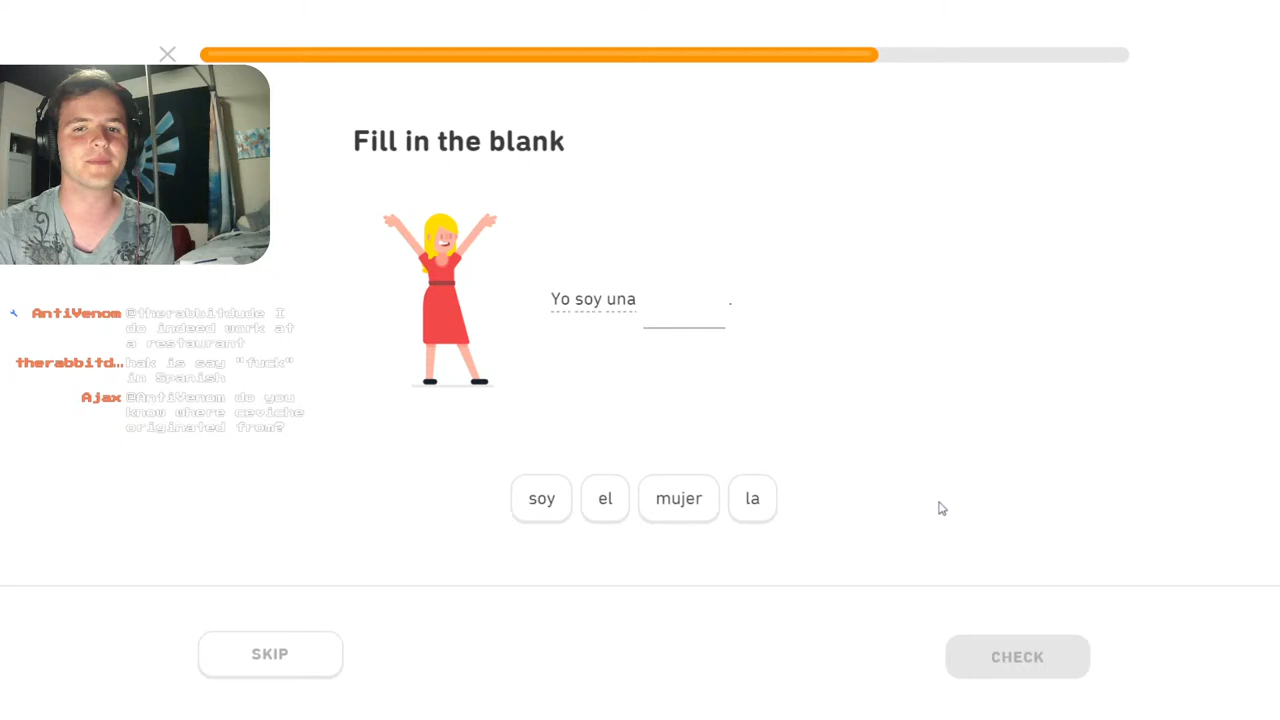 Fill in the blank
Yo soy una .
AntiVenom @therabbitdude I
do indeed work at
a restaurant
therabbitd... hak is say "fuck"
in Spanish
Ajax @AntiVenom do you
know where ceviche
originated from?
soy el mujer la
SKIP CHECK